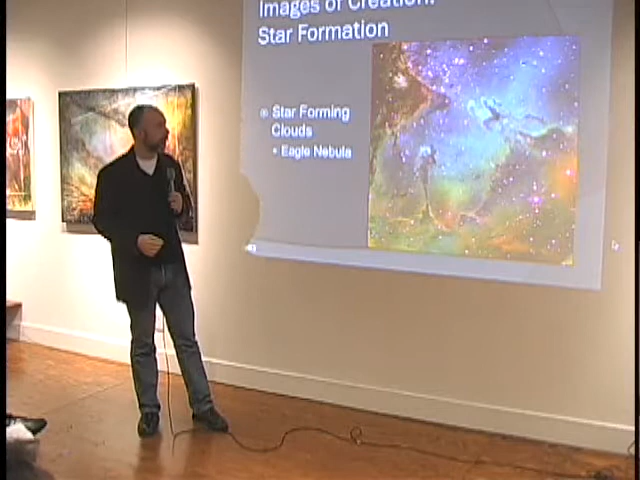 Images of Creation:
Star Formation
Star Forming
Clouds
Eagle Nebula